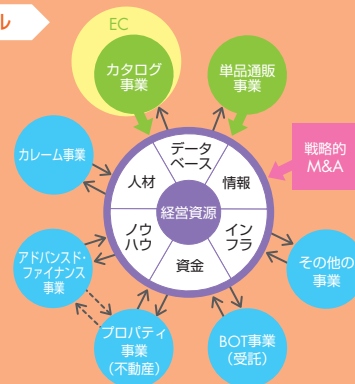 ル
EC
カタログ
事業
単品通販
事業
戦略的
M&A
カレーム事業
データ
ベース
人材
情報
経営資源
ノウ
ハウ
イン
フラ
資金
アドバンスド・
ファイナンス
事業
その他の
事業
プロパティ
事業
（不動産）
BOT事業
（受託）